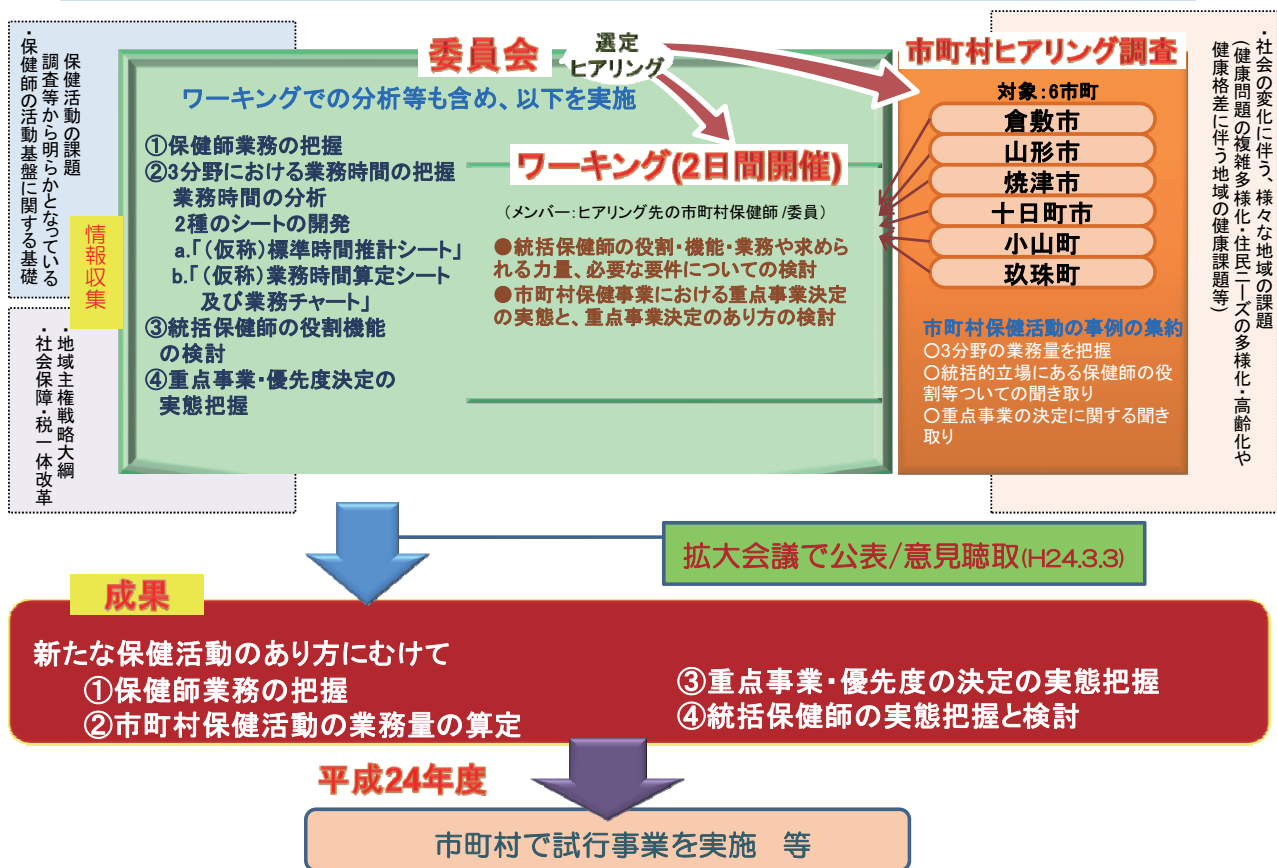 保健活動の課題
調査等から明らかとなっている
・保健師の活動基盤に関する基礎
情報収集
・地域主権戦略大綱
・社会保障・税一体改革
委員会
選定
ヒアリング
ワーキングでの分析等も含め、以下を実施
①保健師業務の把握
②3分野における業務時間の把握
業務時間の分析
2種のシートの開発
a.「(仮称)標準時間推計シート」
b.「(仮称)業務時間算定シート
及び業務チャート」
③統括保健師の役割機能
の検討
④重点事業・優先度決定の
実態把握
ワーキング(2日間開催)
(メンバー:ヒアリング先の市町村保健師/委員)
●統括保健師の役割・機能・業務や求めら
れる力量、必要な要件についての検討
●市町村保健事業における重点事業決定
の実態と、重点事業決定のあり方の検討
市町村ヒアリング調査
対象:6市町
倉敷市
山形市
焼津市
十日町市
小山町
玖珠町
市町村保健活動の事例の集約
○3分野の業務量を把握
○統括的立場にある保健師の役
割等ついての聞き取り
○重点事業の決定に関する聞き
取り
・社会の変化に伴う、様々な地域の課題
(健康問題の複雑多様化・住民ニーズの多様化・高齢化や
健康格差に伴う地域の健康課題等)
拡大会議で公表/意見聴取(H24.3.3)
成果
新たな保健活動のあり方にむけて
①保健師業務の把握
②市町村保健活動の業務量の算定
③重点事業・優先度の決定の実態把握
④統括保健師の実態把握と検討
平成24年度
市町村で試行事業を実施　等